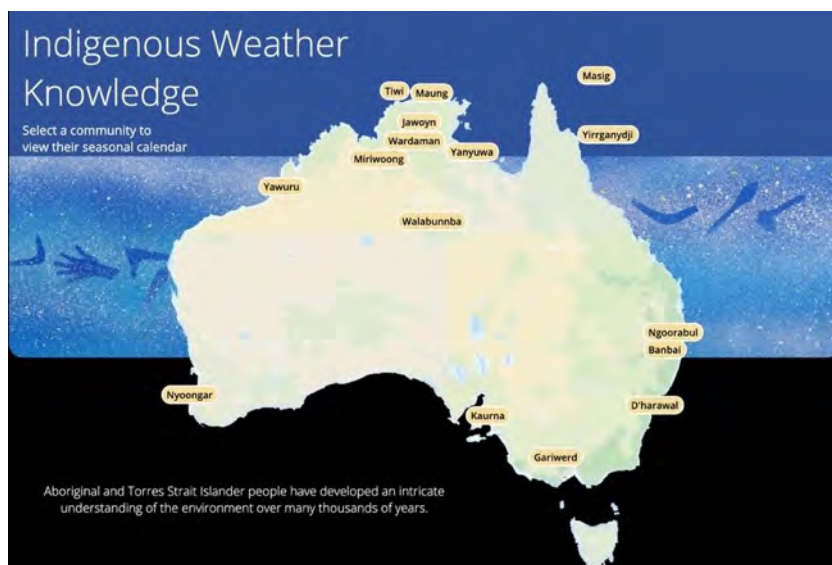 Indigenous Weather
Knowledge
Select a community to
view their seasonal calendar
Masig
Tiwi
Maung
Jawoyn
Yirrganydji
Wardaman
Yanyuwa
Miriwoong
Yawuru
Walabunnba
Ngoorabul
Banbai
Nyoongar
D'harawal
Kaurna
Gariwerd
Aboriginal and Torres Strait Islander people have developed an intricate
understanding of the environment over many thousands of years.